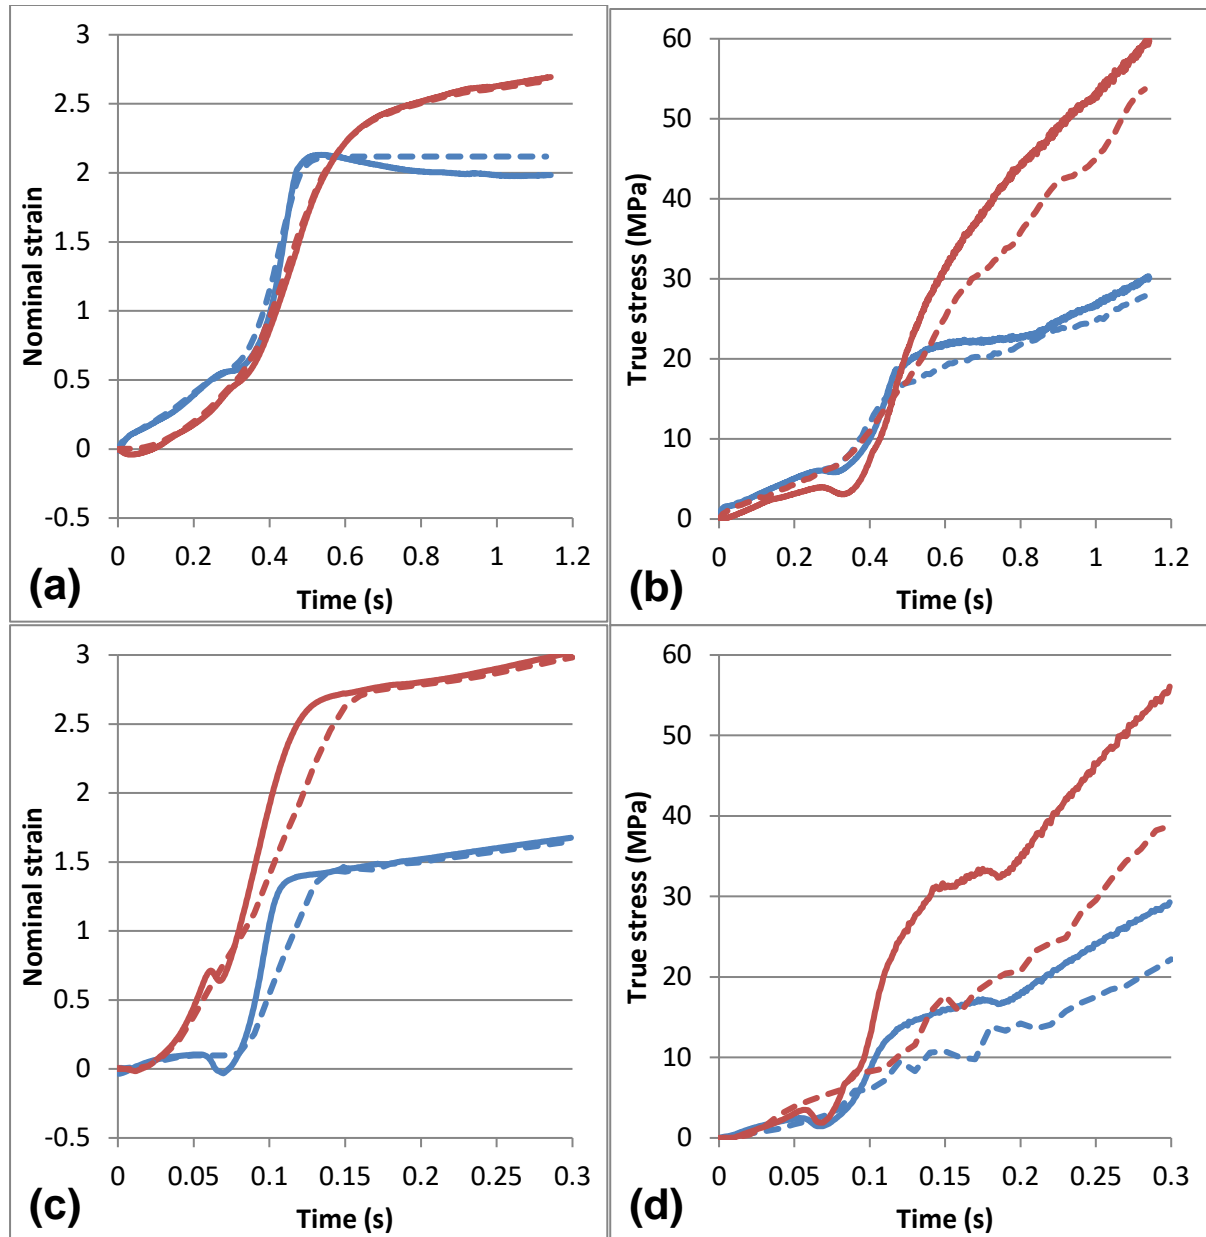 3
2.5
2
1.5
1
0.5
0
-0.5
Nominal strain
0 0.2 0.4 0.6 0.8 1 1.2
Time (s)
(a)
60
50
40
30
20
10
0
True stress (MPa)
0 0.2 0.4 0.6 0.8 1 1.2
Time (s)
(b)
3
2.5
2
1.5
1
0.5
0
-0.5
Nominal strain
0 0.05 0.1 0.15 0.2 0.25 0.3
Time (s)
(c)
60
50
40
30
20
10
0
True stress (MPa)
0 0.05 0.1 0.15 0.2 0.25 0.3
Time (s)
(d)